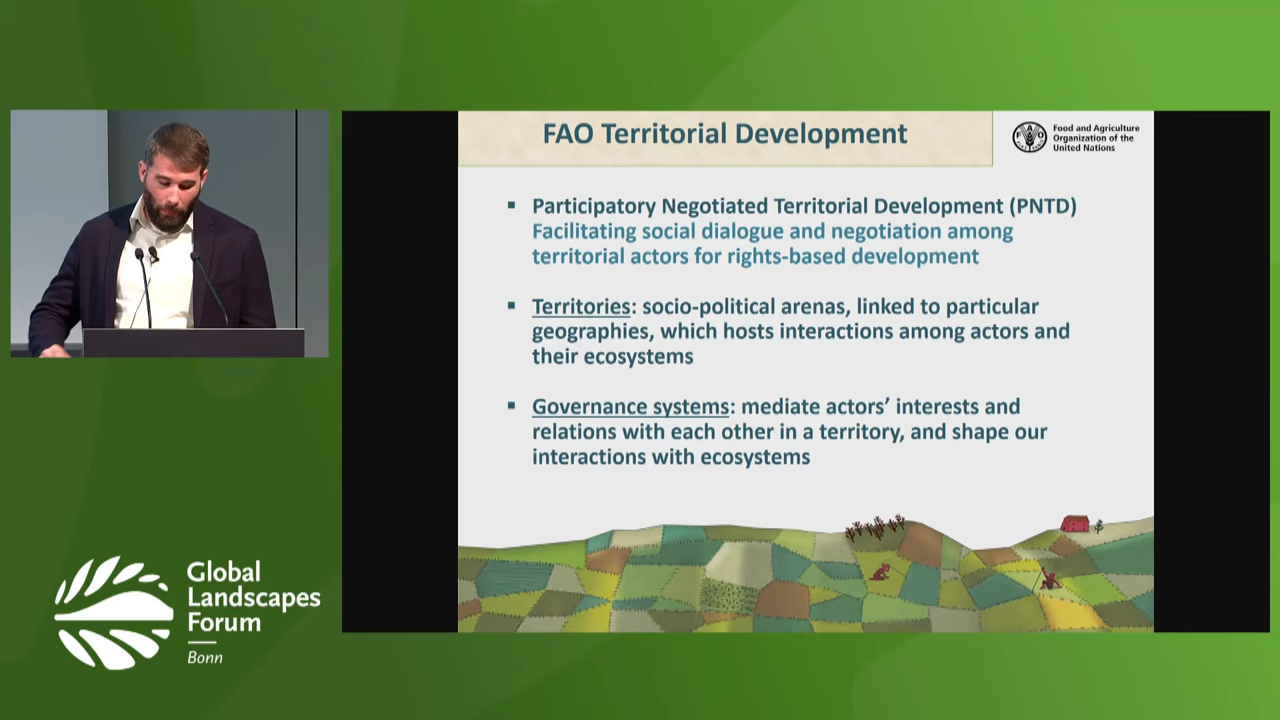 FAO Territorial Development
FAO
Food and Agriculture
Organization of the
United Nations
▪ Participatory Negotiated Territorial Development (PNTD)
Facilitating social dialogue and negotiation among
territorial actors for rights-based development
▪ Territories: socio-political arenas, linked to particular
geographies, which hosts interactions among actors and
their ecosystems
▪ Governance systems: mediate actors’ interests and
relations with each other in a territory, and shape our
interactions with ecosystems
Global
Landscapes
Forum
Bonn